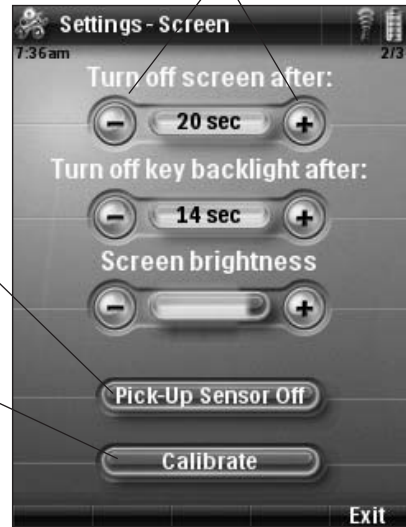 Settings - Screen
7:36am 2/3
Turn off screen after:
− 20 sec +
Turn off key backlight after:
− 14 sec +
Screen brightness
− +
Pick-Up Sensor Off
Calibrate
Exit